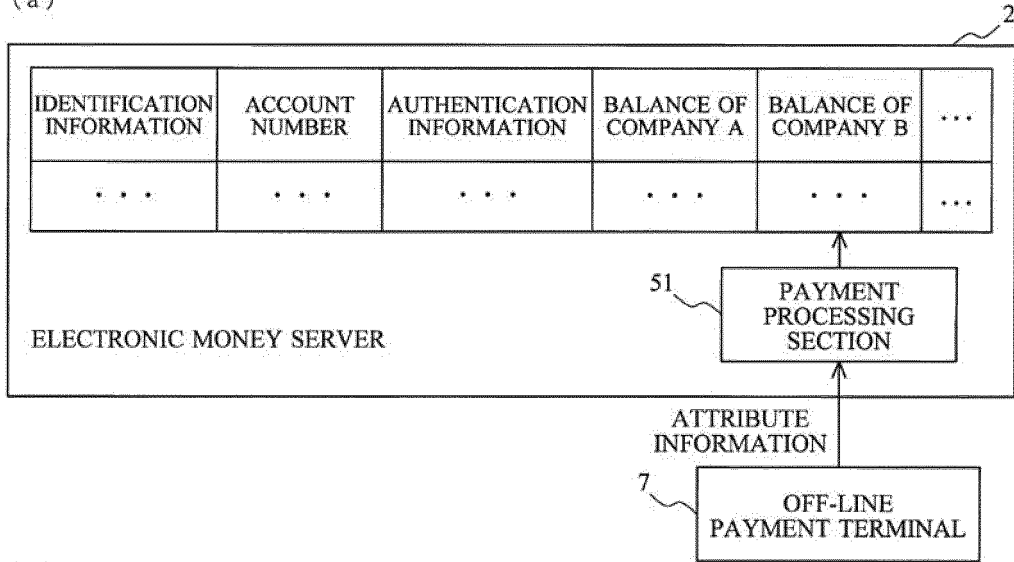 (a)
2
IDENTIFICATION
INFORMATION
ACCOUNT
NUMBER
AUTHENTICATION
INFORMATION
BALANCE OF
COMPANY A
BALANCE OF
COMPANY B
...
...
...
...
...
...
...
51
PAYMENT
PROCESSING
SECTION
ELECTRONIC MONEY SERVER
ATTRIBUTE
INFORMATION
7
OFF-LINE
PAYMENT TERMINAL